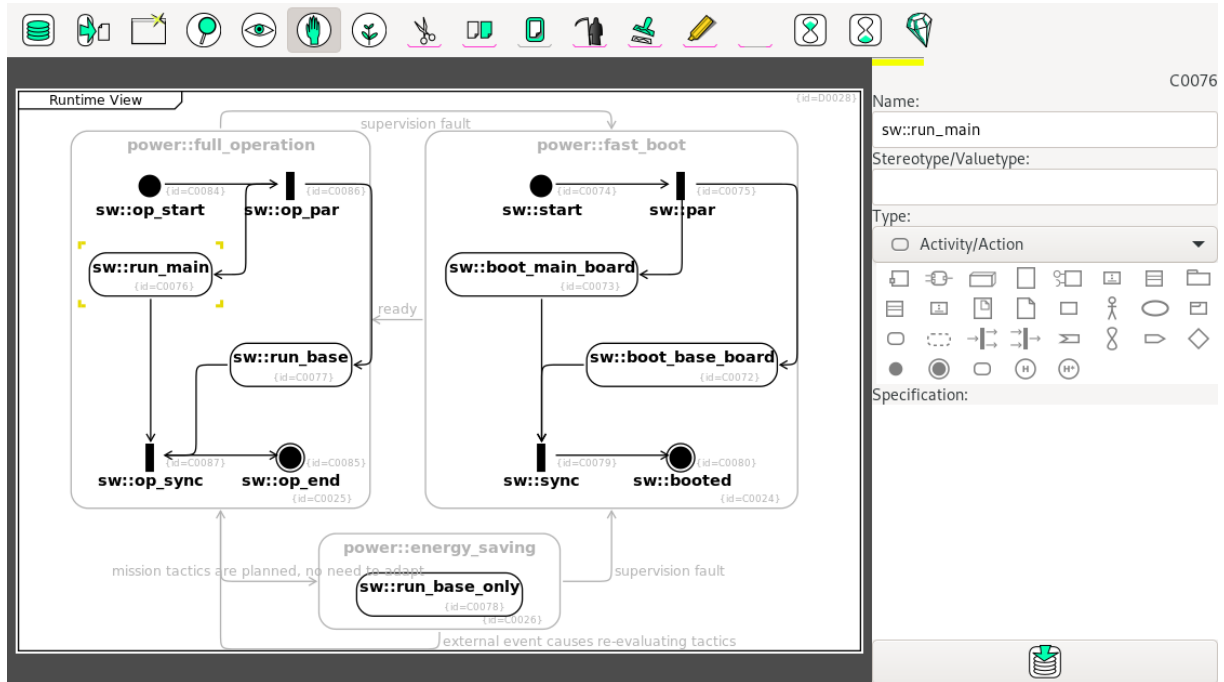 C0076
Name:
sw::run_main
Stereotype/Valuetype:
Type:
Activity/Action
Specification:
Runtime View
{id=D0028}
supervision fault
power::full_operation
{id=C0084}
{id=C0086}
sw::op_start
sw::op_par
sw::run_main
{id=C0076}
sw::run_base
{id=C0077}
{id=C0087}
{id=C0085}
sw::op_sync
sw::op_end
{id=C0025}
ready
power::fast_boot
{id=C0074}
{id=C0075}
sw::start
sw::par
sw::boot_main_board
{id=C0073}
sw::boot_base_board
{id=C0072}
{id=C0079}
{id=C0080}
sw::sync
sw::booted
{id=C0024}
power::energy_saving
mission tactics are planned, no need to adapt
supervision fault
sw::run_base_only
{id=C0078}
{id=C0026}
external event causes re-evaluating tactics
H
H*